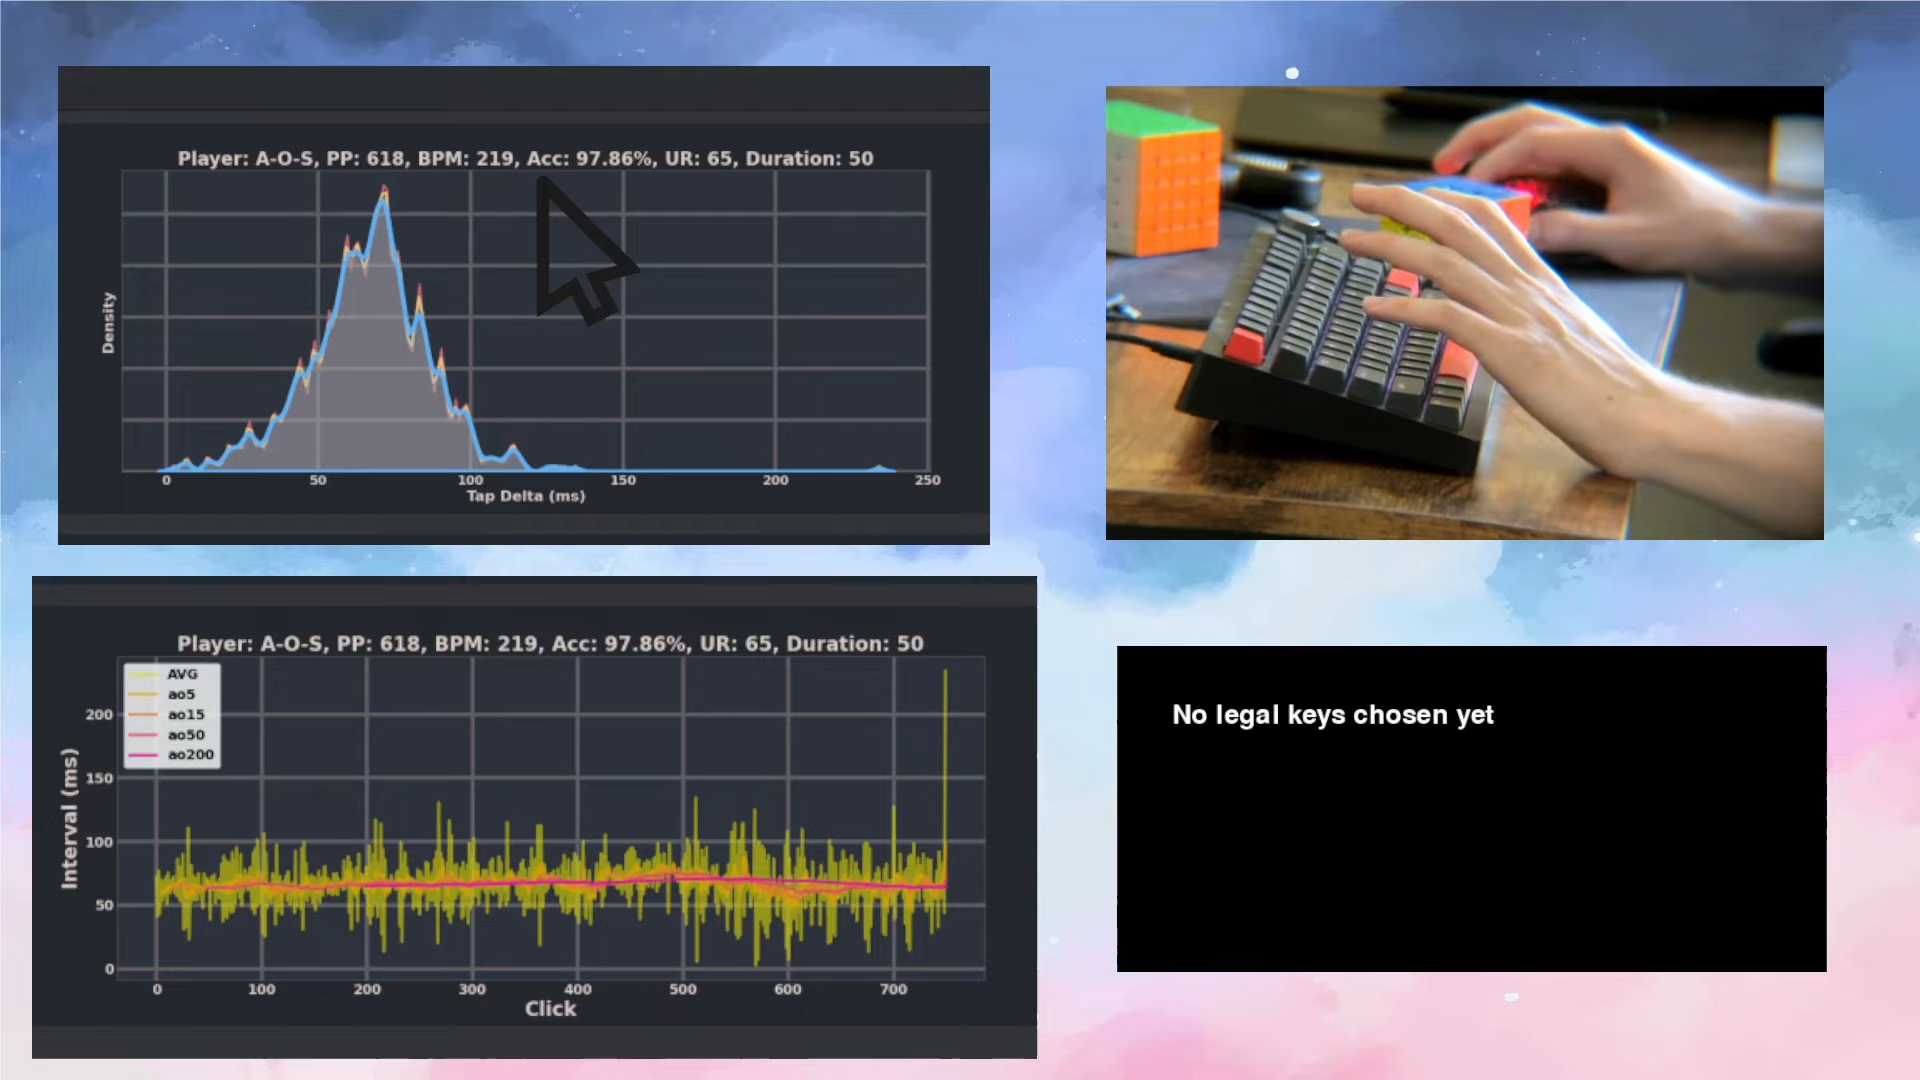 Player: A-O-S, PP: 618, BPM: 219, Acc: 97.86%, UR: 65, Duration: 50
Density
0 50 100 150 200 250
Tap Delta (ms)
No legal keys chosen yet
Player: A-O-S, PP: 618, BPM: 219, Acc: 97.86%, UR: 65, Duration: 50
AVG
ao5
ao15
ao50
ao200
200
150
100
50
0
Interval (ms)
0 100 200 300 400 500 600 700
Click